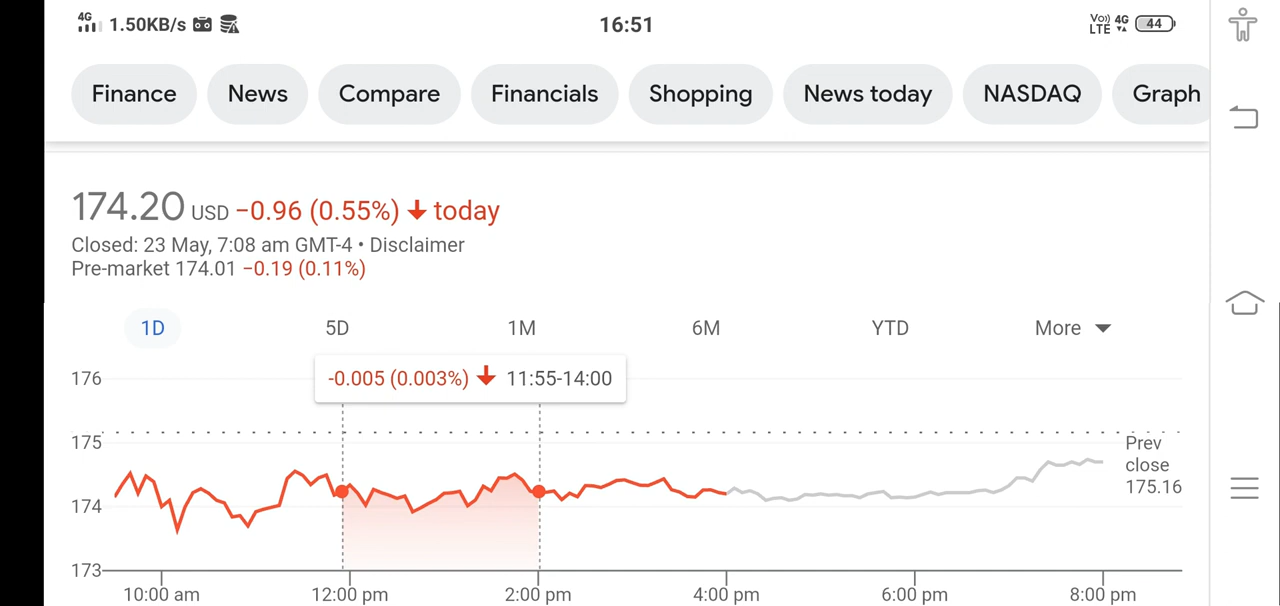 4G 1.50KB/s 16:51 Vo)) LTE 4G 44
Finance News Compare Financials Shopping News today NASDAQ Graph
174.20 USD −0.96 (0.55%) today
Closed: 23 May, 7:08 am GMT-4 • Disclaimer
Pre-market 174.01 −0.19 (0.11%)
1D 5D 1M 6M YTD More
-0.005 (0.003%) 11:55-14:00
176
175
174
173
Prev
close
175.16
10:00 am 12:00 pm 2:00 pm 4:00 pm 6:00 pm 8:00 pm